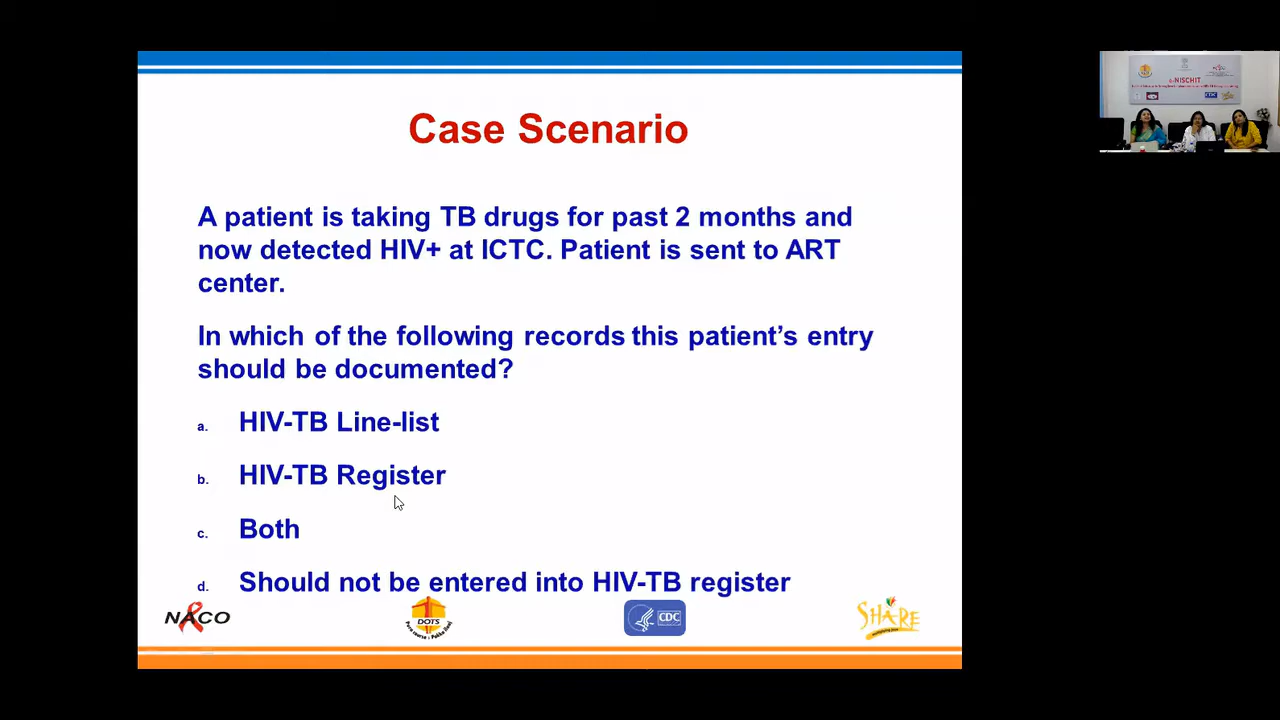 Case Scenario
A patient is taking TB drugs for past 2 months and
now detected HIV+ at ICTC. Patient is sent to ART
center.
In which of the following records this patient’s entry
should be documented?
a. HIV-TB Line-list
b. HIV-TB Register
c. Both
d. Should not be entered into HIV-TB register
NACO
DOTS
CDC
SHARE
e-NISCHIT
CDC